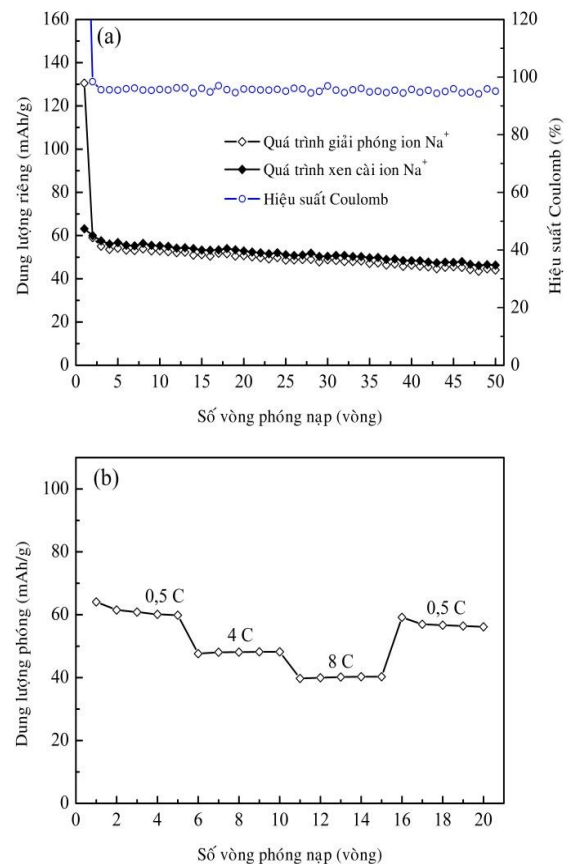 (a)
160
140
120
100
80
60
40
20
0
120
100
80
60
40
20
0
Dung lượng riêng (mAh/g)
Hiệu suất Coulomb (%)
Quá trình giải phóng ion Na⁺
Quá trình xen cài ion Na⁺
Hiệu suất Coulomb
0 5 10 15 20 25 30 35 40 45 50
Số vòng phóng nạp (vòng)
(b)
100
80
60
40
20
0
Dung lượng phóng (mAh/g)
0,5 C
4 C
8 C
0,5 C
0 2 4 6 8 10 12 14 16 18 20
Số vòng phóng nạp (vòng)